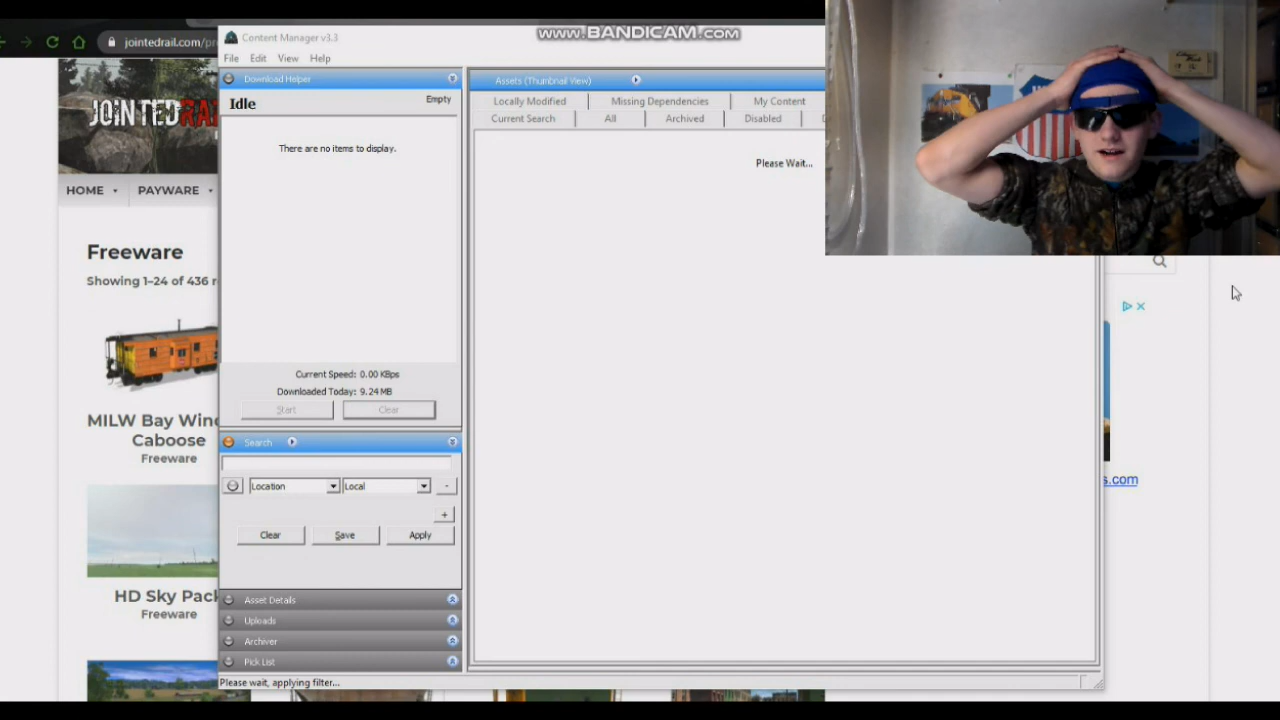 www.BANDICAM.com
jointedrail.com/pr
Content Manager v3.3
File Edit View Help
Download Helper
Idle
Empty
There are no items to display.
Current Speed: 0.00 KBps
Downloaded Today: 9.24 MB
Start
Clear
Search
Location
Local
-
+
Clear
Save
Apply
Asset Details
Uploads
Archiver
Pick List
Please wait, applying filter...
Assets (Thumbnail View)
Locally Modified
Missing Dependencies
My Content
Current Search
All
Archived
Disabled
Please Wait...
JOINTEDRAI
HOME
PAYWARE
Freeware
Showing 1–24 of 436 r
MILW Bay Win
Caboose
Freeware
HD Sky Pack
Freeware
s.com